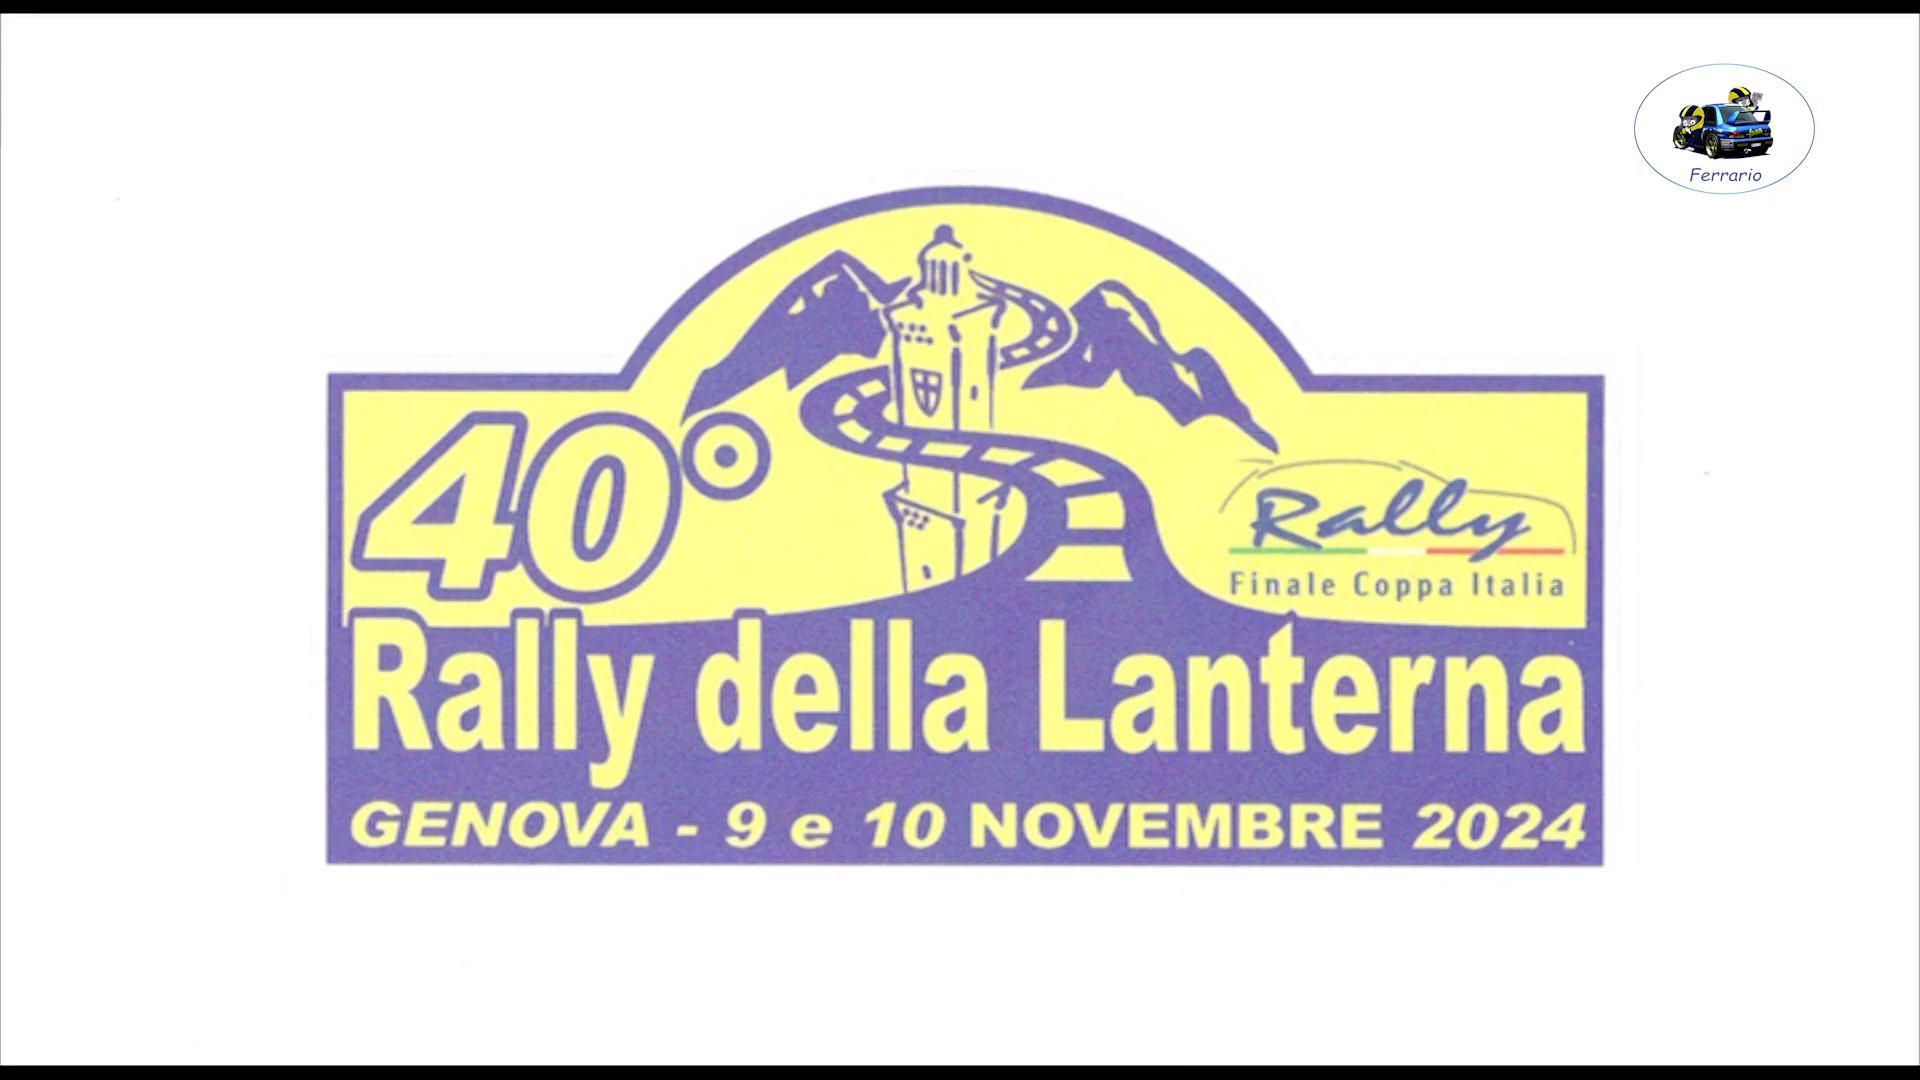 Ferrario
40°
Rally
Finale Coppa Italia
Rally della Lanterna
GENOVA - 9 e 10 NOVEMBRE 2024